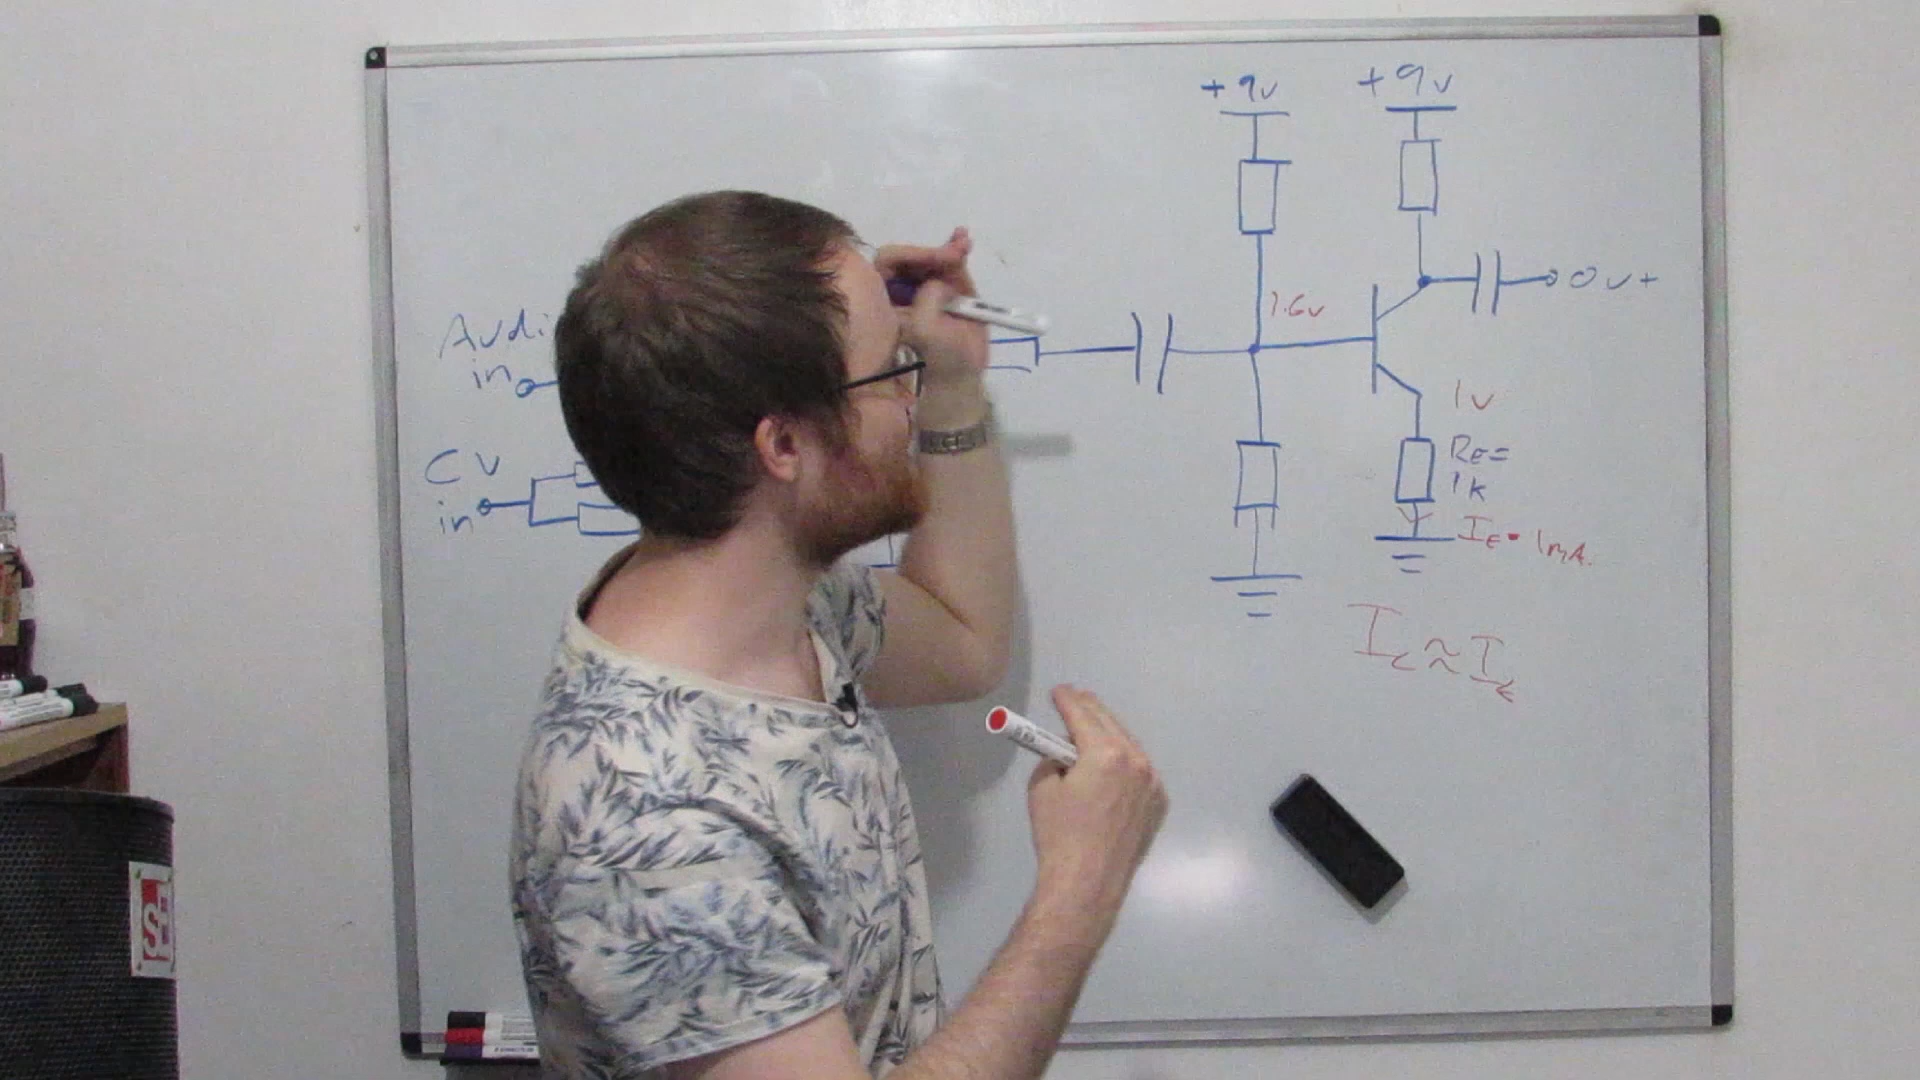 +9v
+9v
Audi
in
CV
in
1.6v
Out
1v
RE=
1K
IE=1mA.
IC≈IE